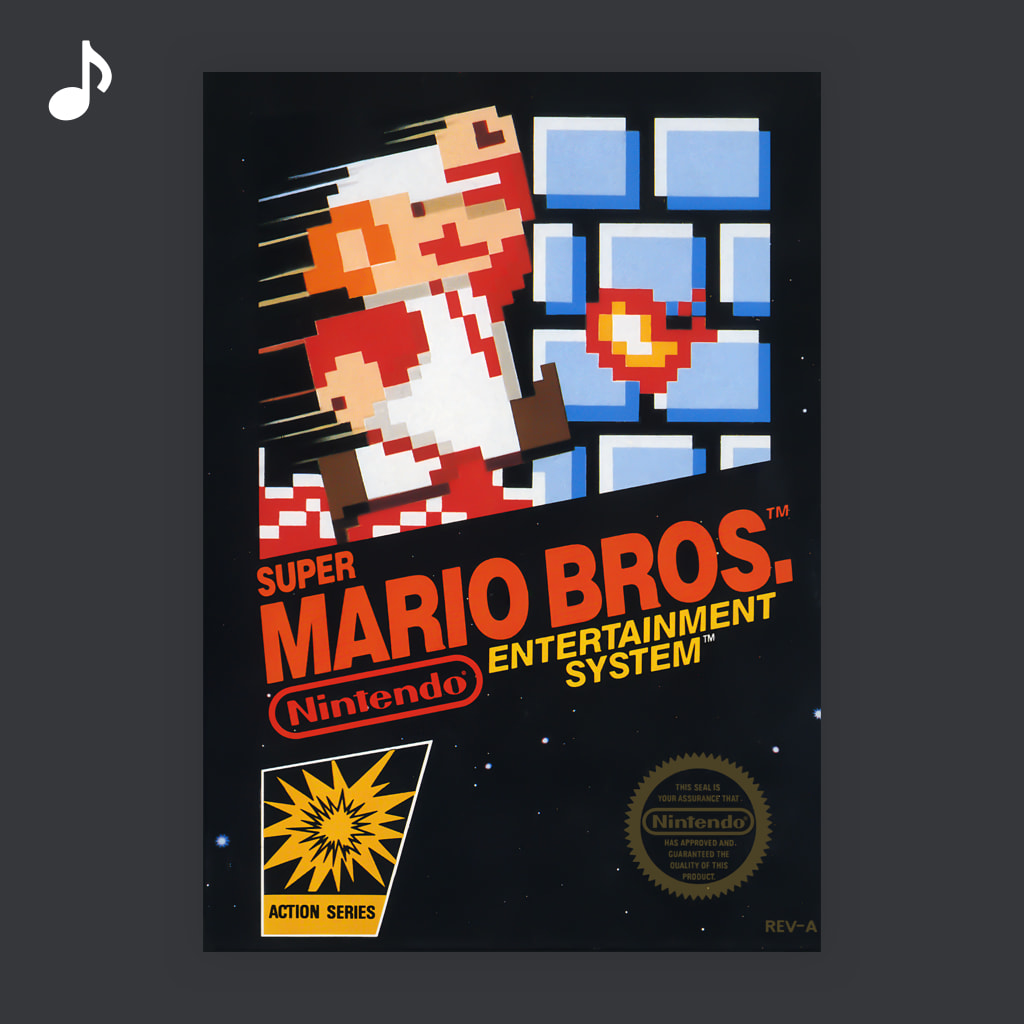 SUPER
MARIO BROS.™
ENTERTAINMENT
SYSTEM™
Nintendo®
ACTION SERIES
THIS SEAL IS
YOUR ASSURANCE THAT
Nintendo®
HAS APPROVED AND
GUARANTEED THE
QUALITY OF THIS
PRODUCT.
REV-A